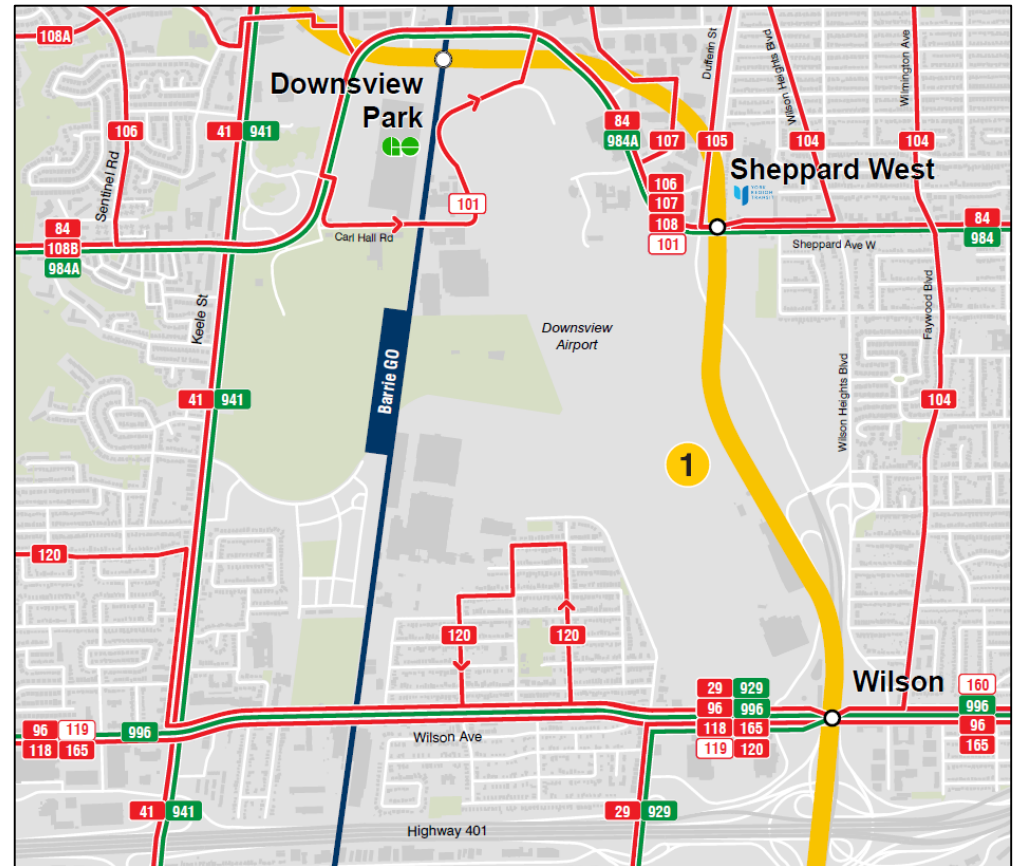 108A
106
41 941
Sentinel Rd
Downsview
Park
GO
84
984A
107
Dufferin St
105
Wilson Heights Blvd
104
Wilmington Ave
104
Sheppard West
YORK
REGION
TRANSIT
106
107
108
101
101
Carl Hall Rd
84
108B
984A
84
984
Sheppard Ave W
Keele St
Downsview
Airport
Faywood Blvd
Barrie GO
Wilson Heights Blvd
41 941
104
1
120
120
120
Wilson
29 929
96 996
118 165
119 120
160
996
96
165
96 119
118 165
996
Wilson Ave
41 941
29 929
Highway 401